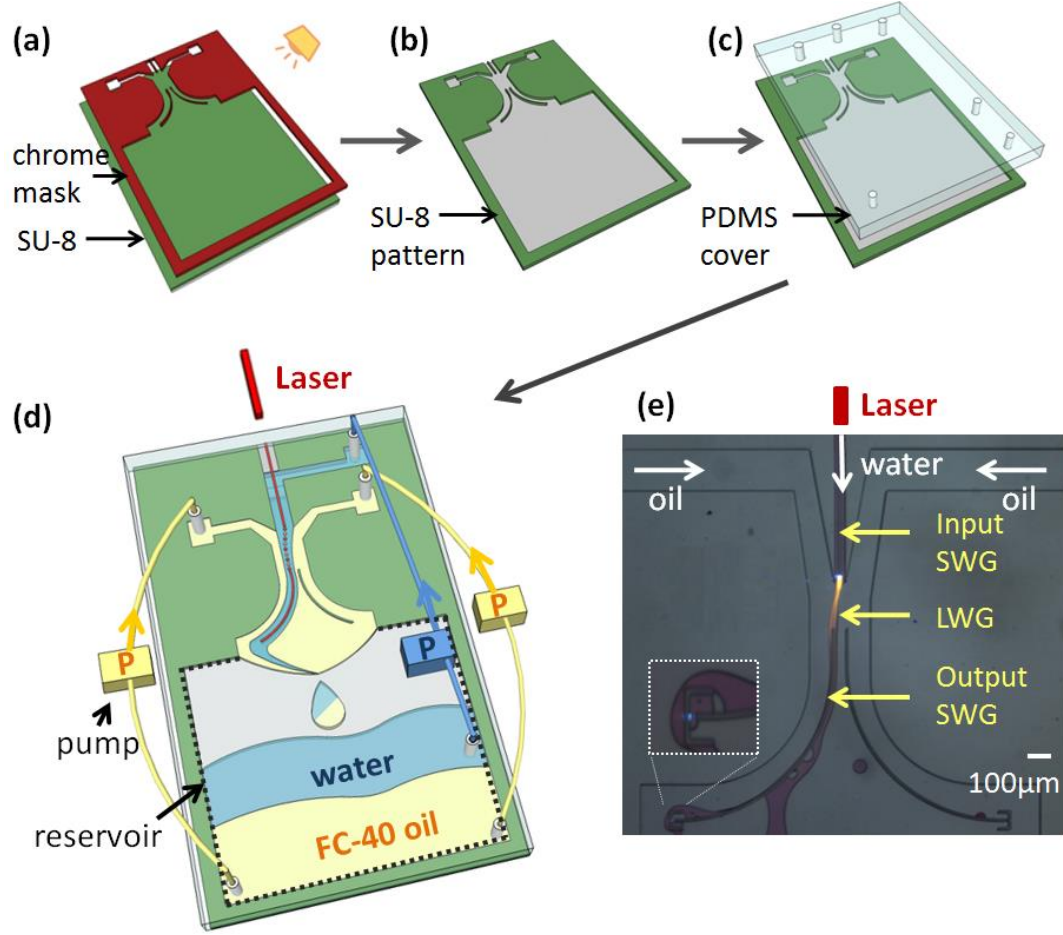 (a)
(b)
(c)
chrome
mask
SU-8
SU-8
pattern
PDMS
cover
(d)
Laser
P
P
P
pump
reservoir
water
FC-40 oil
(e)
Laser
water
oil
oil
Input
SWG
LWG
Output
SWG
100μm